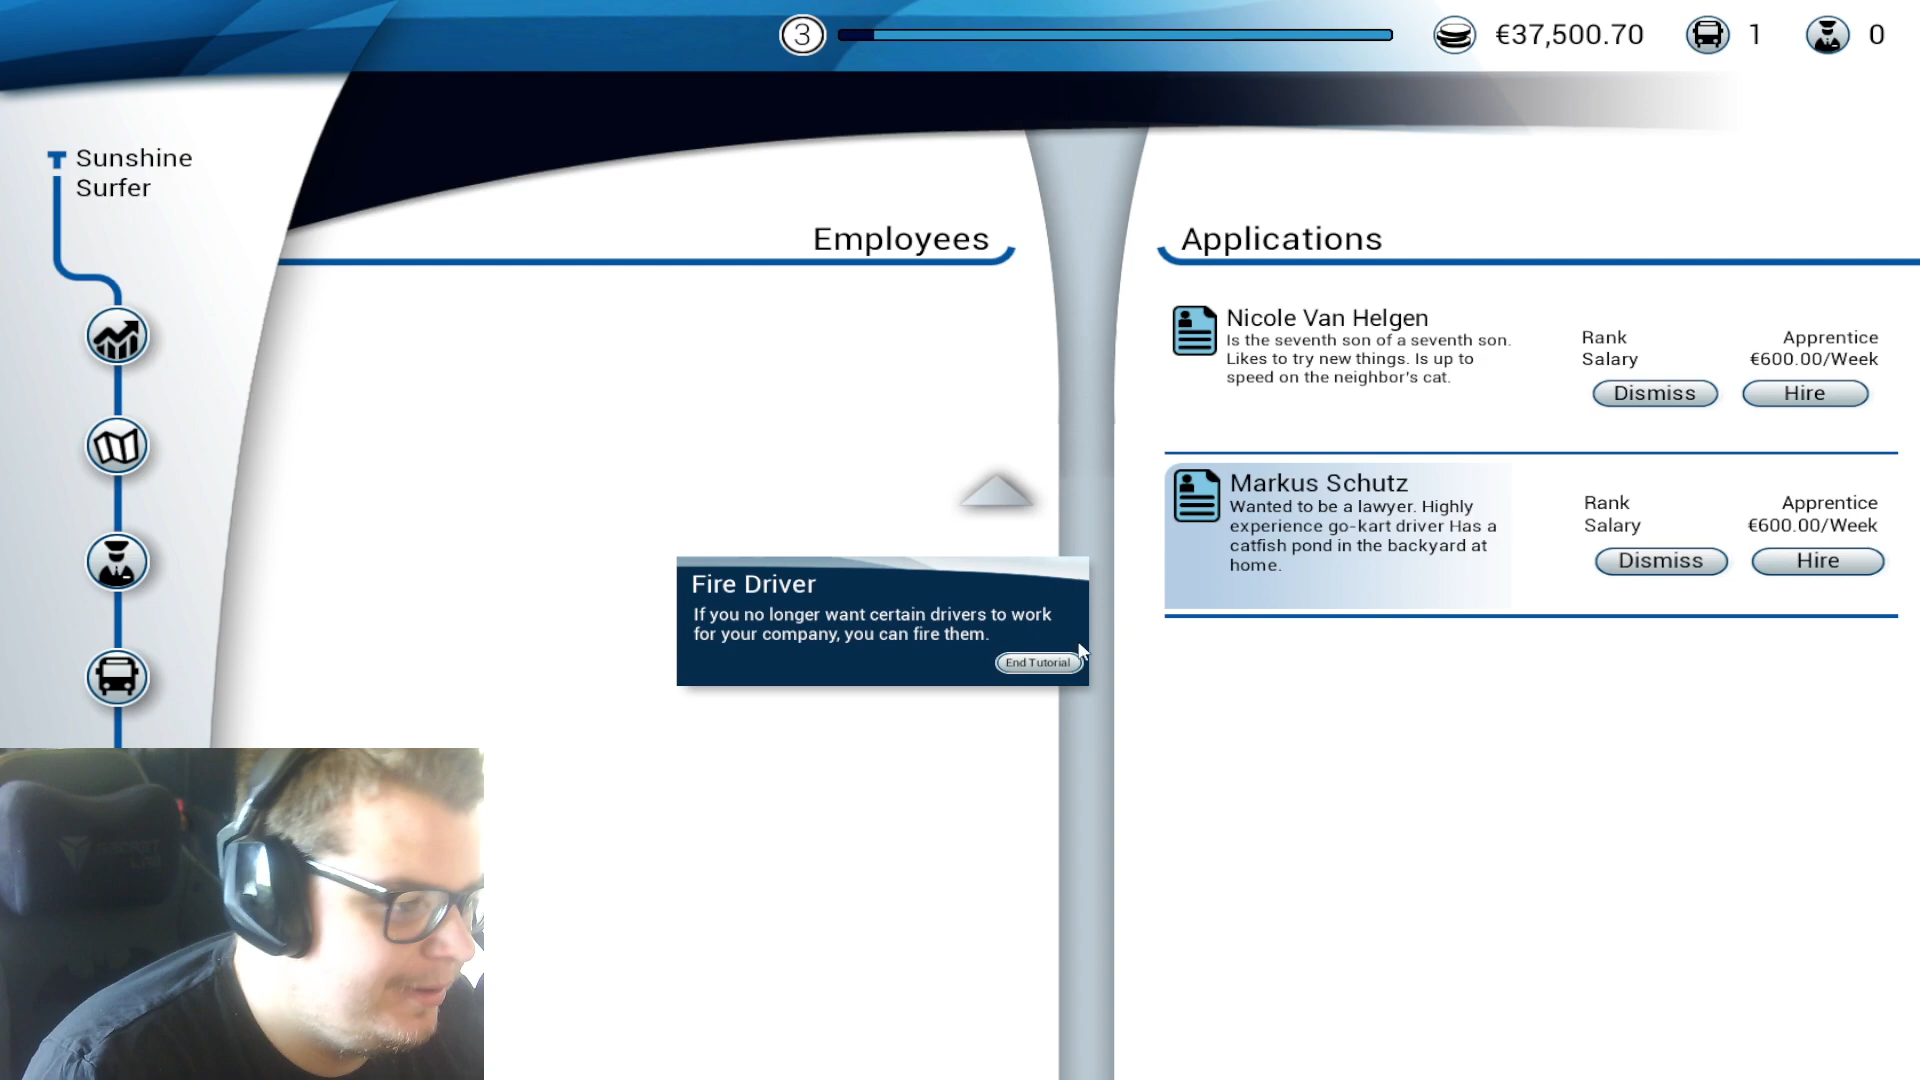 3
€37,500.70
1
0
Sunshine
Surfer
Employees
Applications
Nicole Van Helgen
Is the seventh son of a seventh son.
Likes to try new things. Is up to
speed on the neighbor's cat.
Rank Apprentice
Salary €600.00/Week
Dismiss Hire
Markus Schutz
Wanted to be a lawyer. Highly
experience go-kart driver Has a
catfish pond in the backyard at
home.
Rank Apprentice
Salary €600.00/Week
Dismiss Hire
Fire Driver
If you no longer want certain drivers to work
for your company, you can fire them.
End Tutorial